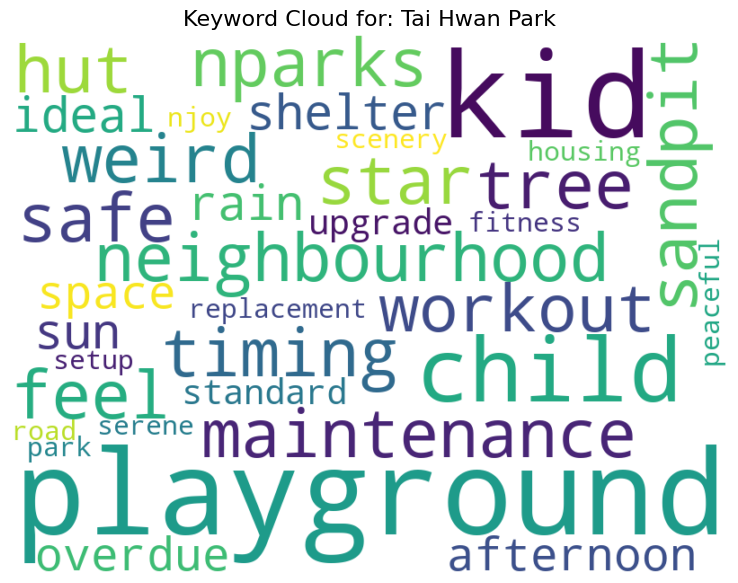 Keyword Cloud for: Tai Hwan Park
hut
nparks
kid
sandpit
ideal
njoy
shelter
scenery
weird
housing
star
tree
safe
rain
upgrade
fitness
neighbourhood
peaceful
space
replacement
workout
sun
setup
timing
child
feel
standard
road
serene
park
maintenance
playground
overdue
afternoon